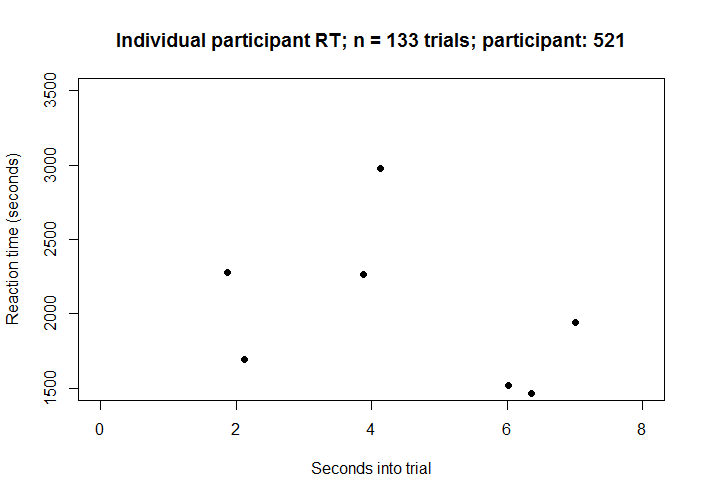 Individual participant RT; n = 133 trials; participant: 521
Reaction time (seconds)
3500
3000
2500
2000
1500
0 2 4 6 8
Seconds into trial